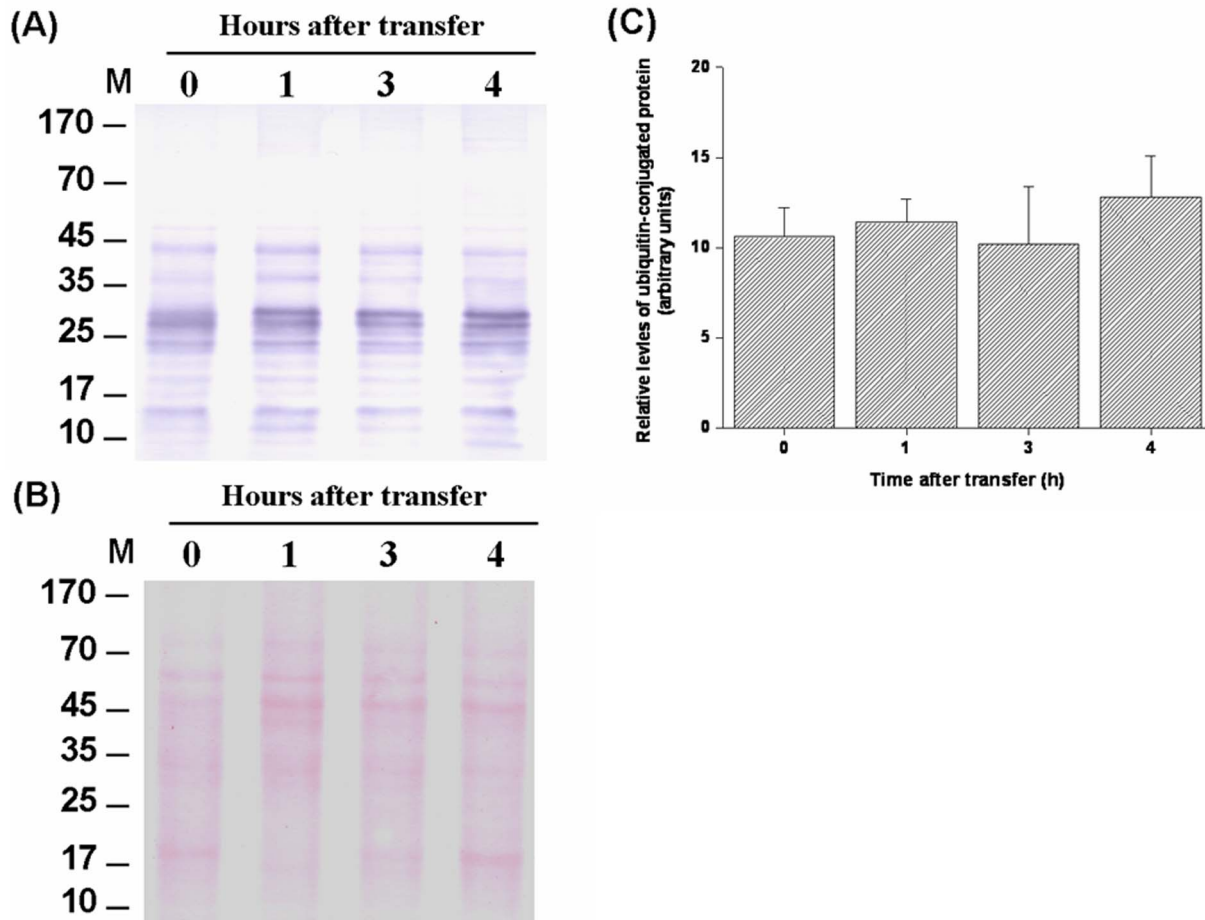 (A)
Hours after transfer
M 0 1 3 4
170
70
45
35
25
17
10
(B)
Hours after transfer
M 0 1 3 4
170
70
45
35
25
17
10
(C)
Relative levles of ubiquitin-conjugated protein
(arbitrary units)
20
15
10
5
0
0 1 3 4
Time after transfer (h)